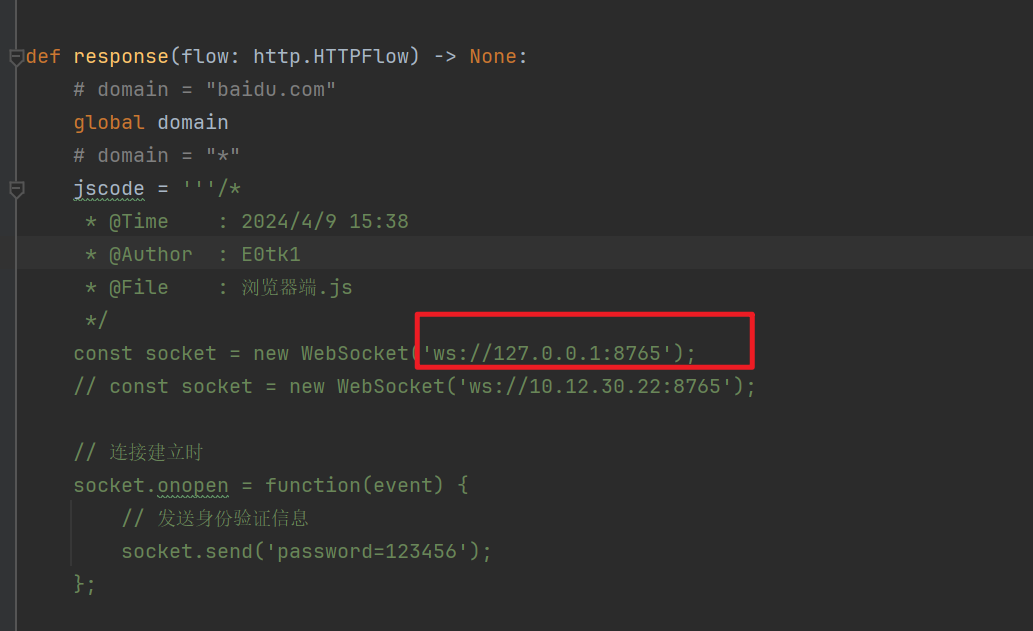 def response(flow: http.HTTPFlow) -> None:
# domain = "baidu.com"
global domain
# domain = "*"
jscode = '''/*
* @Time : 2024/4/9 15:38
* @Author : E0tk1
* @File : 浏览器端.js
*/
const socket = new WebSocket('ws://127.0.0.1:8765');
// const socket = new WebSocket('ws://10.12.30.22:8765');
// 连接建立时
socket.onopen = function(event) {
// 发送身份验证信息
socket.send('password=123456');
};